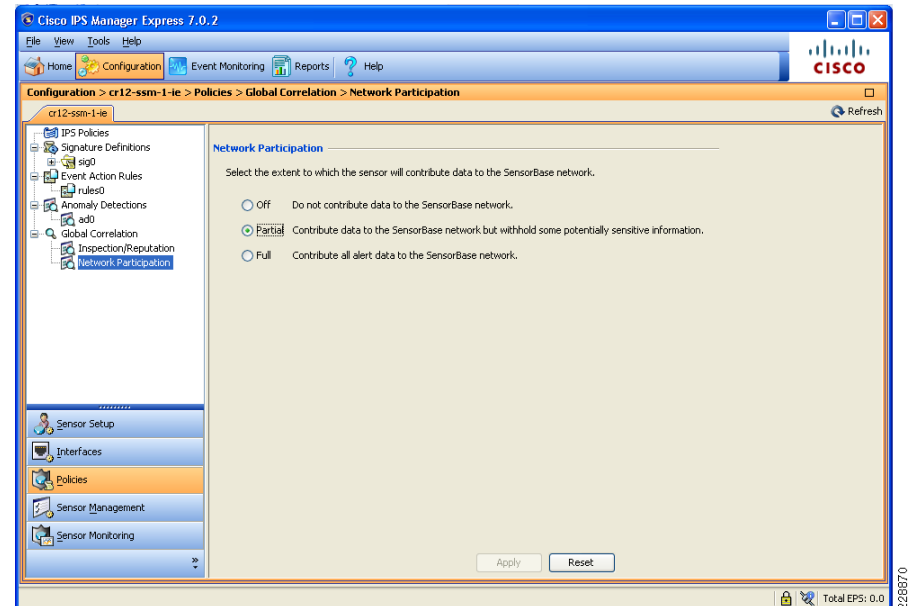 Cisco IPS Manager Express 7.0.2
File View Tools Help
Home Configuration Event Monitoring Reports Help
CISCO
Configuration > cr12-ssm-1-ie > Policies > Global Correlation > Network Participation
cr12-ssm-1-ie
Refresh
IPS Policies
Signature Definitions
sig0
Event Action Rules
rules0
Anomaly Detections
ad0
Global Correlation
Inspection/Reputation
Network Participation
Sensor Setup
Interfaces
Policies
Sensor Management
Sensor Monitoring
Network Participation
Select the extent to which the sensor will contribute data to the SensorBase network.
Off Do not contribute data to the SensorBase network.
Partial Contribute data to the SensorBase network but withhold some potentially sensitive information.
Full Contribute all alert data to the SensorBase network.
Apply Reset
Total EPS: 0.0
228870